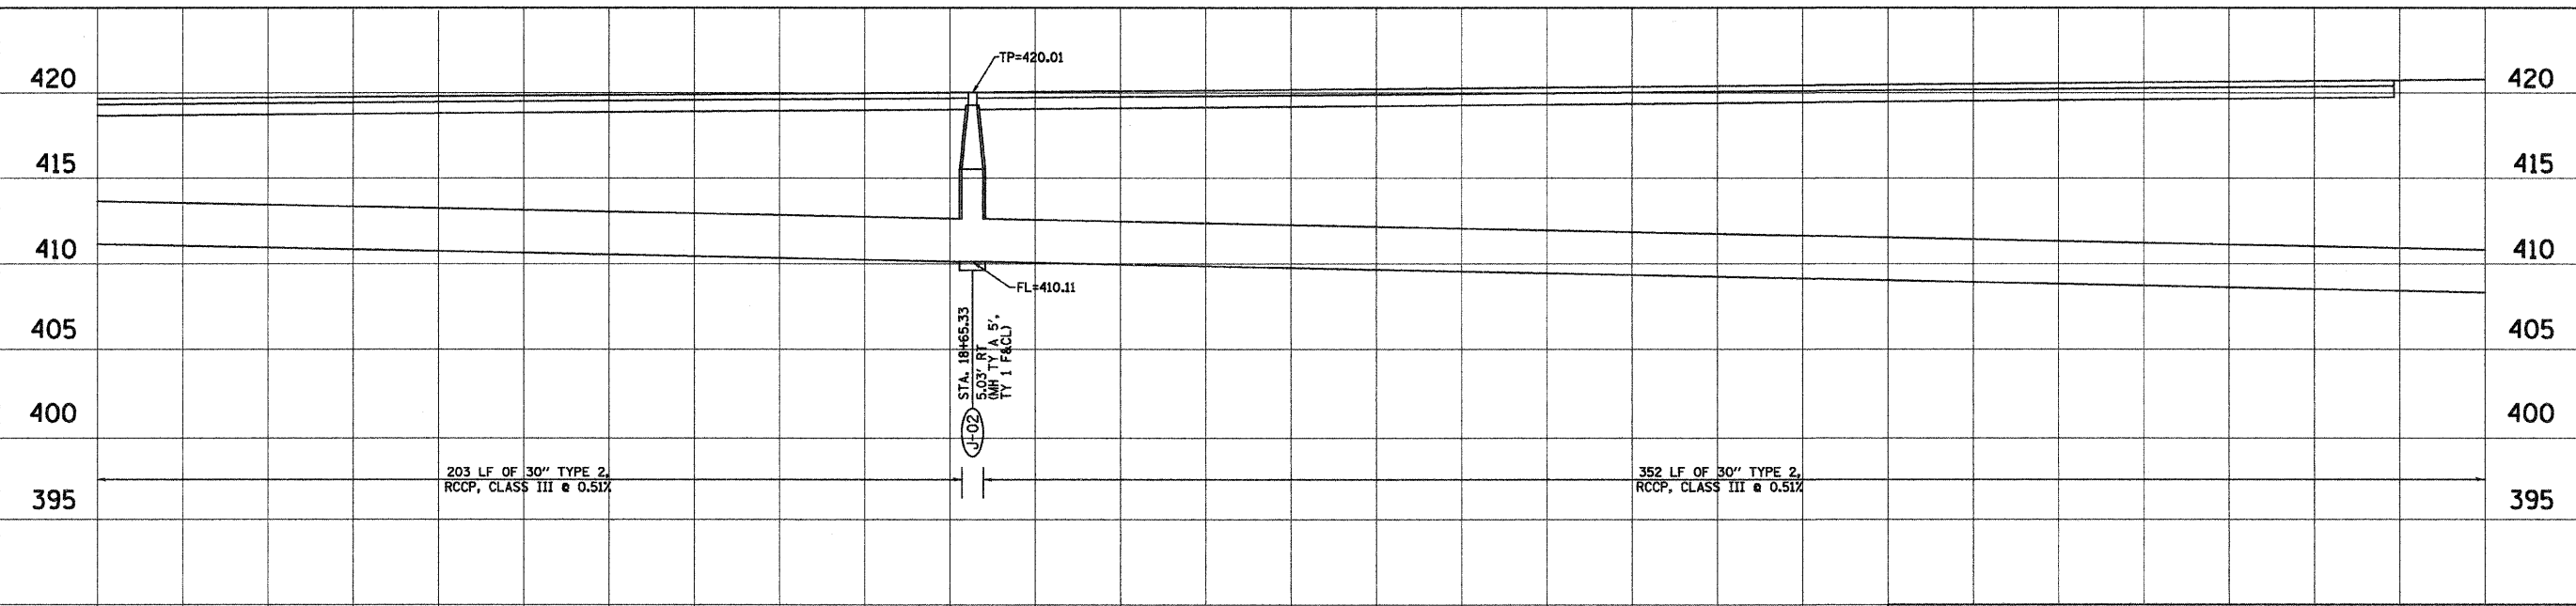 TP=420.01
420
420
415
415
410
410
FL=410.11
405
405
STA. 18+65.33
5.03' RT
(MH TY A 5',
TY 1 F&CL)
400
400
J-02
203 LF OF 30" TYPE 2,
RCCP, CLASS III @ 0.51%
352 LF OF 30" TYPE 2,
RCCP, CLASS III @ 0.51%
395
395